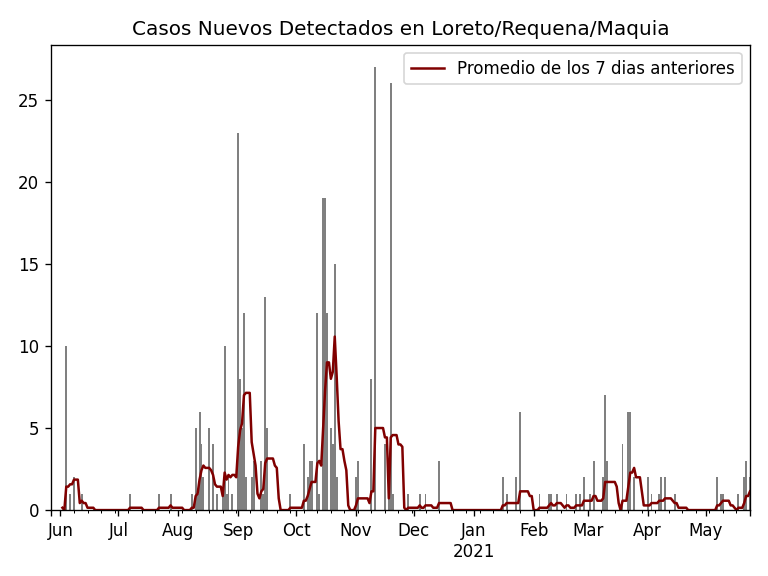 Casos Nuevos Detectados en Loreto/Requena/Maquia
Promedio de los 7 dias anteriores
25
20
15
10
5
0
Jun Jul Aug Sep Oct Nov Dec Jan Feb Mar Apr May
2021